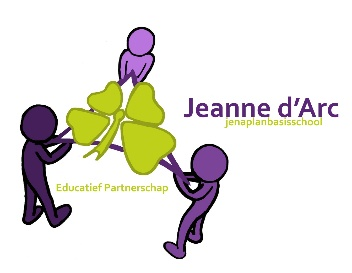 Jeanne d'Arc
jenaplanbasisschool
Educatief Partnerschap